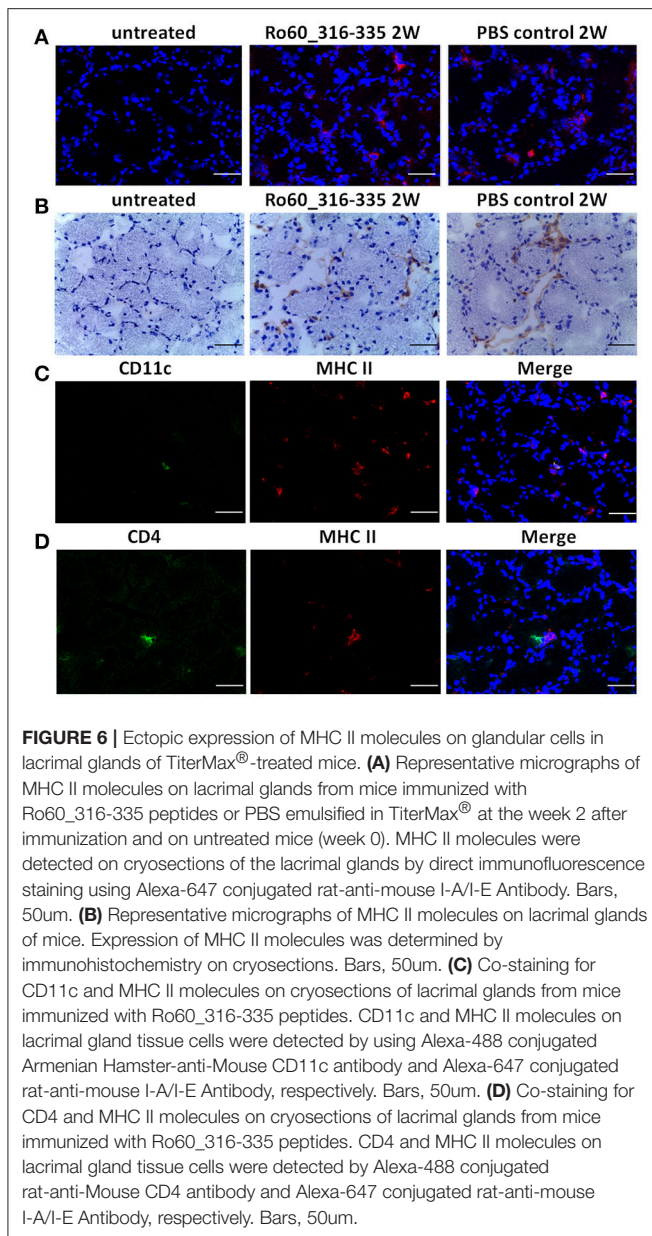 A
untreated
Ro60_316-335 2W
PBS control 2W
B
untreated
Ro60_316-335 2W
PBS control 2W
C
CD11c
MHC II
Merge
D
CD4
MHC II
Merge
FIGURE 6 | Ectopic expression of MHC II molecules on glandular cells in
lacrimal glands of TiterMax®-treated mice. (A) Representative micrographs of
MHC II molecules on lacrimal glands from mice immunized with
Ro60_316-335 peptides or PBS emulsified in TiterMax® at the week 2 after
immunization and on untreated mice (week 0). MHC II molecules were
detected on cryosections of the lacrimal glands by direct immunofluorescence
staining using Alexa-647 conjugated rat-anti-mouse I-A/I-E Antibody. Bars,
50um. (B) Representative micrographs of MHC II molecules on lacrimal glands
of mice. Expression of MHC II molecules was determined by
immunohistochemistry on cryosections. Bars, 50um. (C) Co-staining for
CD11c and MHC II molecules on cryosections of lacrimal glands from mice
immunized with Ro60_316-335 peptides. CD11c and MHC II molecules on
lacrimal gland tissue cells were detected by using Alexa-488 conjugated
Armenian Hamster-anti-Mouse CD11c antibody and Alexa-647 conjugated
rat-anti-mouse I-A/I-E Antibody, respectively. Bars, 50um. (D) Co-staining for
CD4 and MHC II molecules on cryosections of lacrimal glands from mice
immunized with Ro60_316-335 peptides. CD4 and MHC II molecules on
lacrimal gland tissue cells were detected by Alexa-488 conjugated
rat-anti-Mouse CD4 antibody and Alexa-647 conjugated rat-anti-mouse
I-A/I-E Antibody, respectively. Bars, 50um.